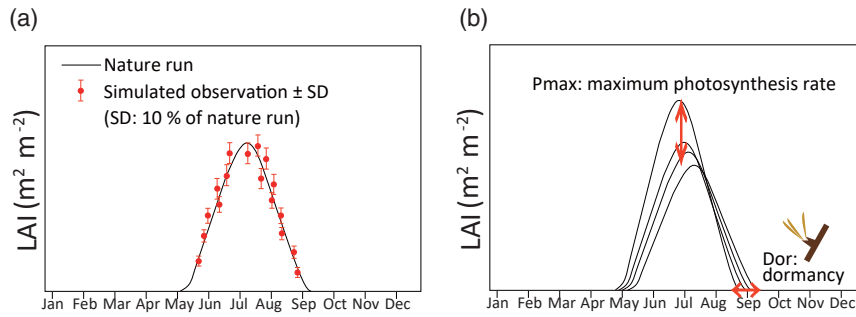 (a)
Nature run
Simulated observation ± SD
(SD: 10 % of nature run)
LAI (m² m⁻²)
Jan Feb Mar Apr May Jun Jul Aug Sep Oct Nov Dec
(b)
Pmax: maximum photosynthesis rate
LAI (m² m⁻²)
Dor:
dormancy
Jan Feb Mar Apr May Jun Jul Aug Sep Oct Nov Dec